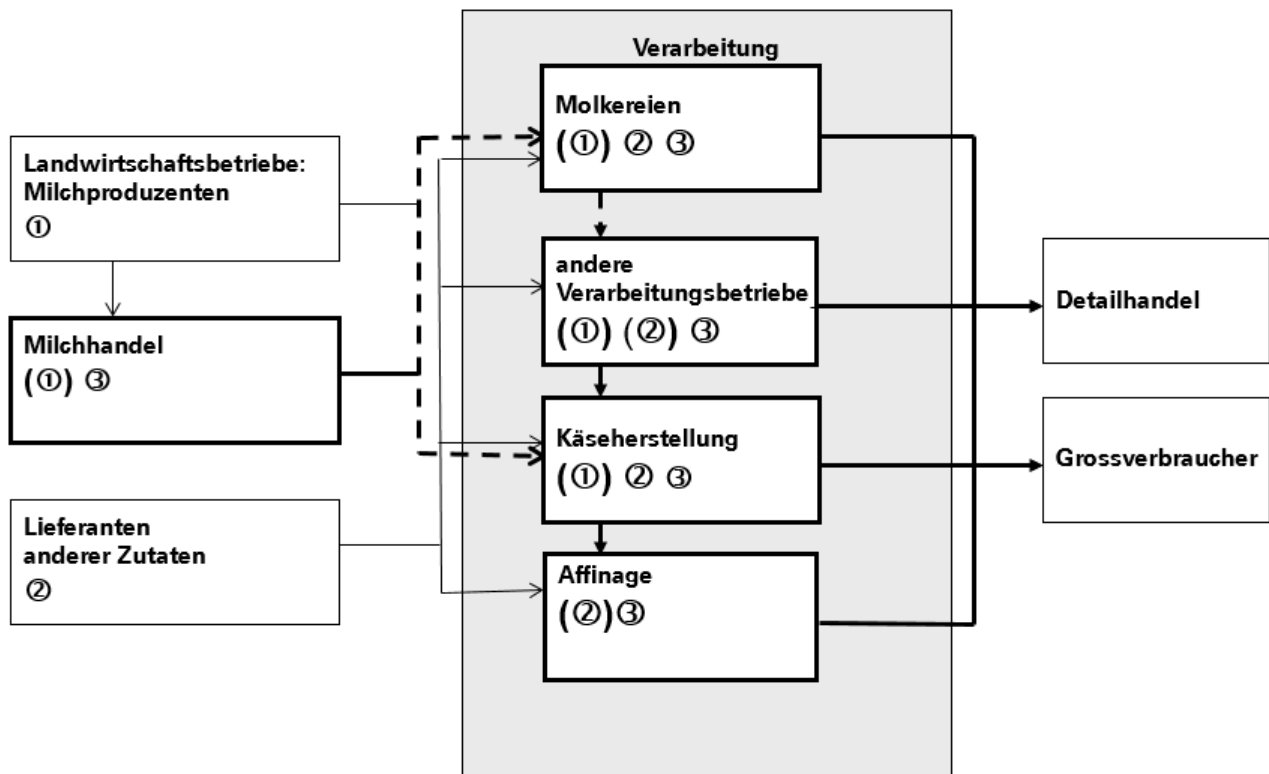 Verarbeitung
Molkereien
(①) ② ③
Landwirtschaftsbetriebe:
Milchproduzenten
①
andere
Verarbeitungsbetriebe
(①) (②) ③
Detailhandel
Milchhandel
(①) ③
Käseherstellung
(①) ② ③
Grossverbraucher
Lieferanten
anderer Zutaten
②
Affinage
(②)③